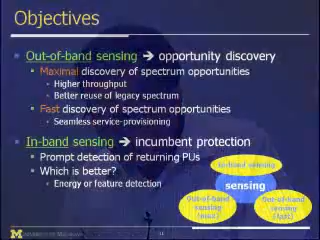 Objectives
Out-of-band sensing → opportunity discovery
Maximal discovery of spectrum opportunities
Higher throughput
Better reuse of legacy spectrum
Fast discovery of spectrum opportunities
Seamless service-provisioning
In-band sensing → incumbent protection
Prompt detection of returning PUs
Which is better?
Energy or feature detection
In-band sensing
sensing
Out-of-band
sensing
Out-of-band
sensing
(fast)
M